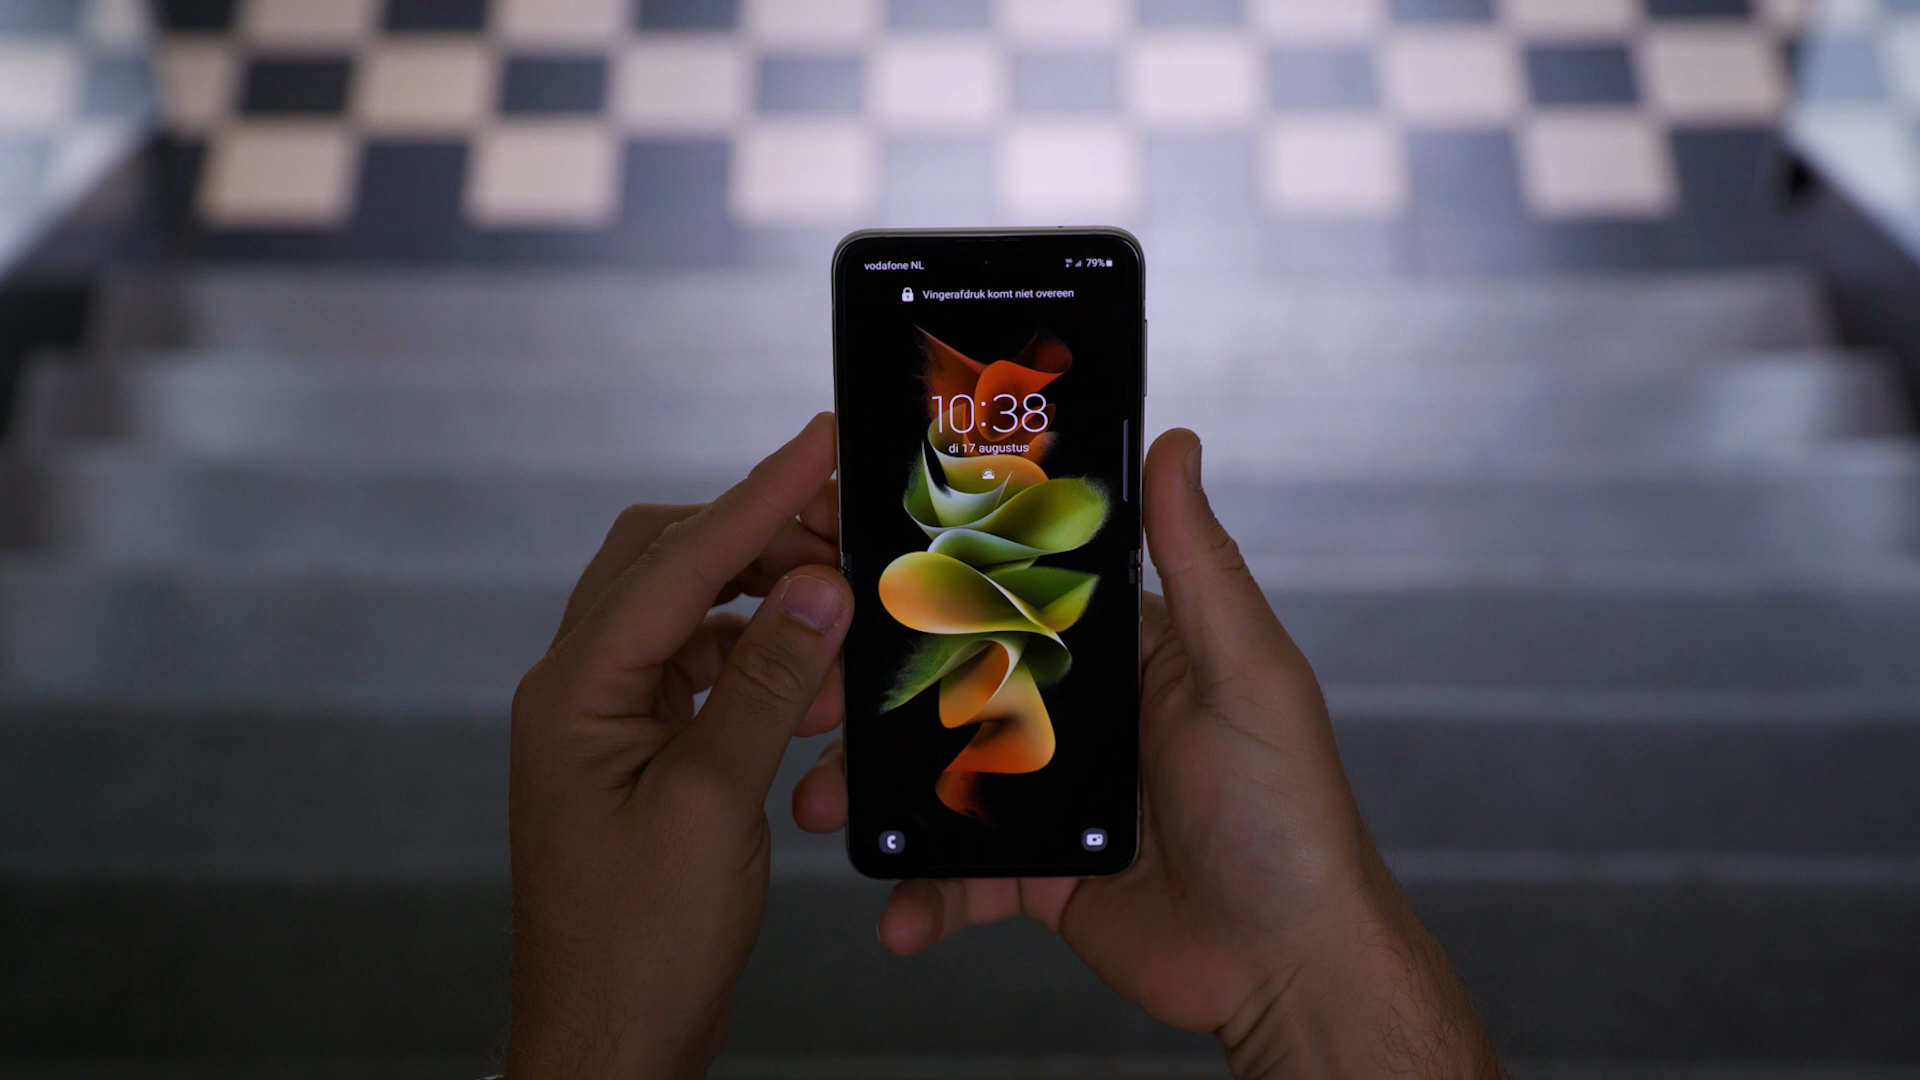 vodafone NL 79%
Vingerafdruk komt niet overeen
10:38
di 17 augustus